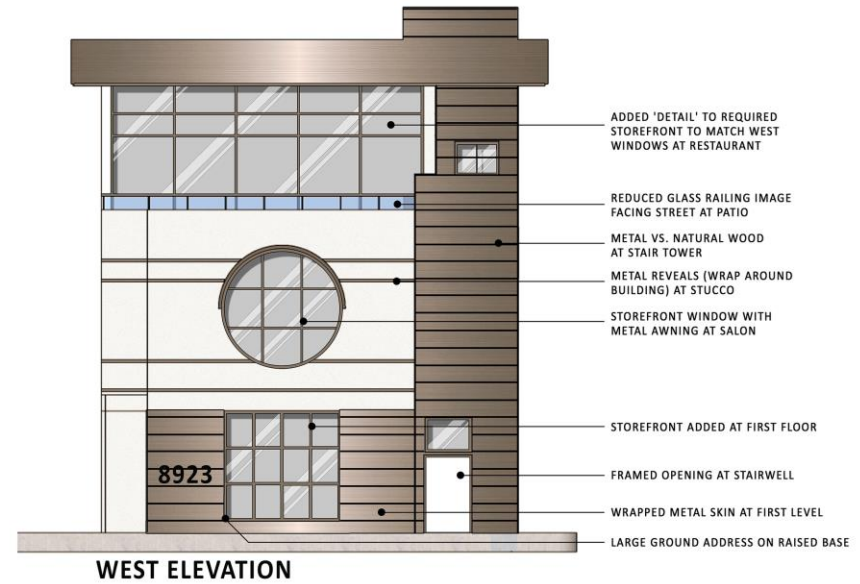 ADDED 'DETAIL' TO REQUIRED
STOREFRONT TO MATCH WEST
WINDOWS AT RESTAURANT
REDUCED GLASS RAILING IMAGE
FACING STREET AT PATIO
METAL VS. NATURAL WOOD
AT STAIR TOWER
METAL REVEALS (WRAP AROUND
BUILDING) AT STUCCO
STOREFRONT WINDOW WITH
METAL AWNING AT SALON
STOREFRONT ADDED AT FIRST FLOOR
8923
FRAMED OPENING AT STAIRWELL
WRAPPED METAL SKIN AT FIRST LEVEL
LARGE GROUND ADDRESS ON RAISED BASE
WEST ELEVATION